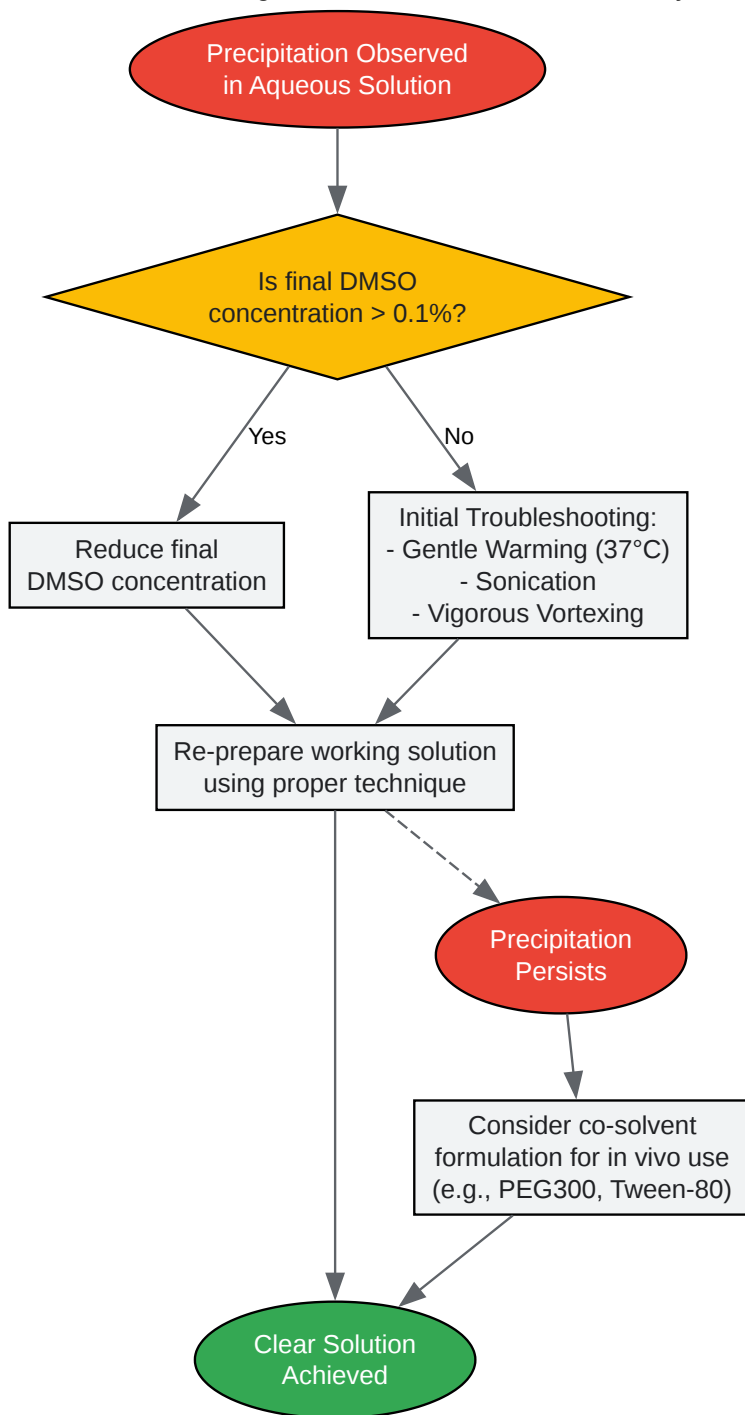 Precipitation Observed
in Aqueous Solution
Is final DMSO
concentration > 0.1%?
Yes
No
Reduce final
DMSO concentration
Initial Troubleshooting:
- Gentle Warming (37°C)
- Sonication
- Vigorous Vortexing
Re-prepare working solution
using proper technique
Precipitation
Persists
Consider co-solvent
formulation for in vivo use
(e.g., PEG300, Tween-80)
Clear Solution
Achieved